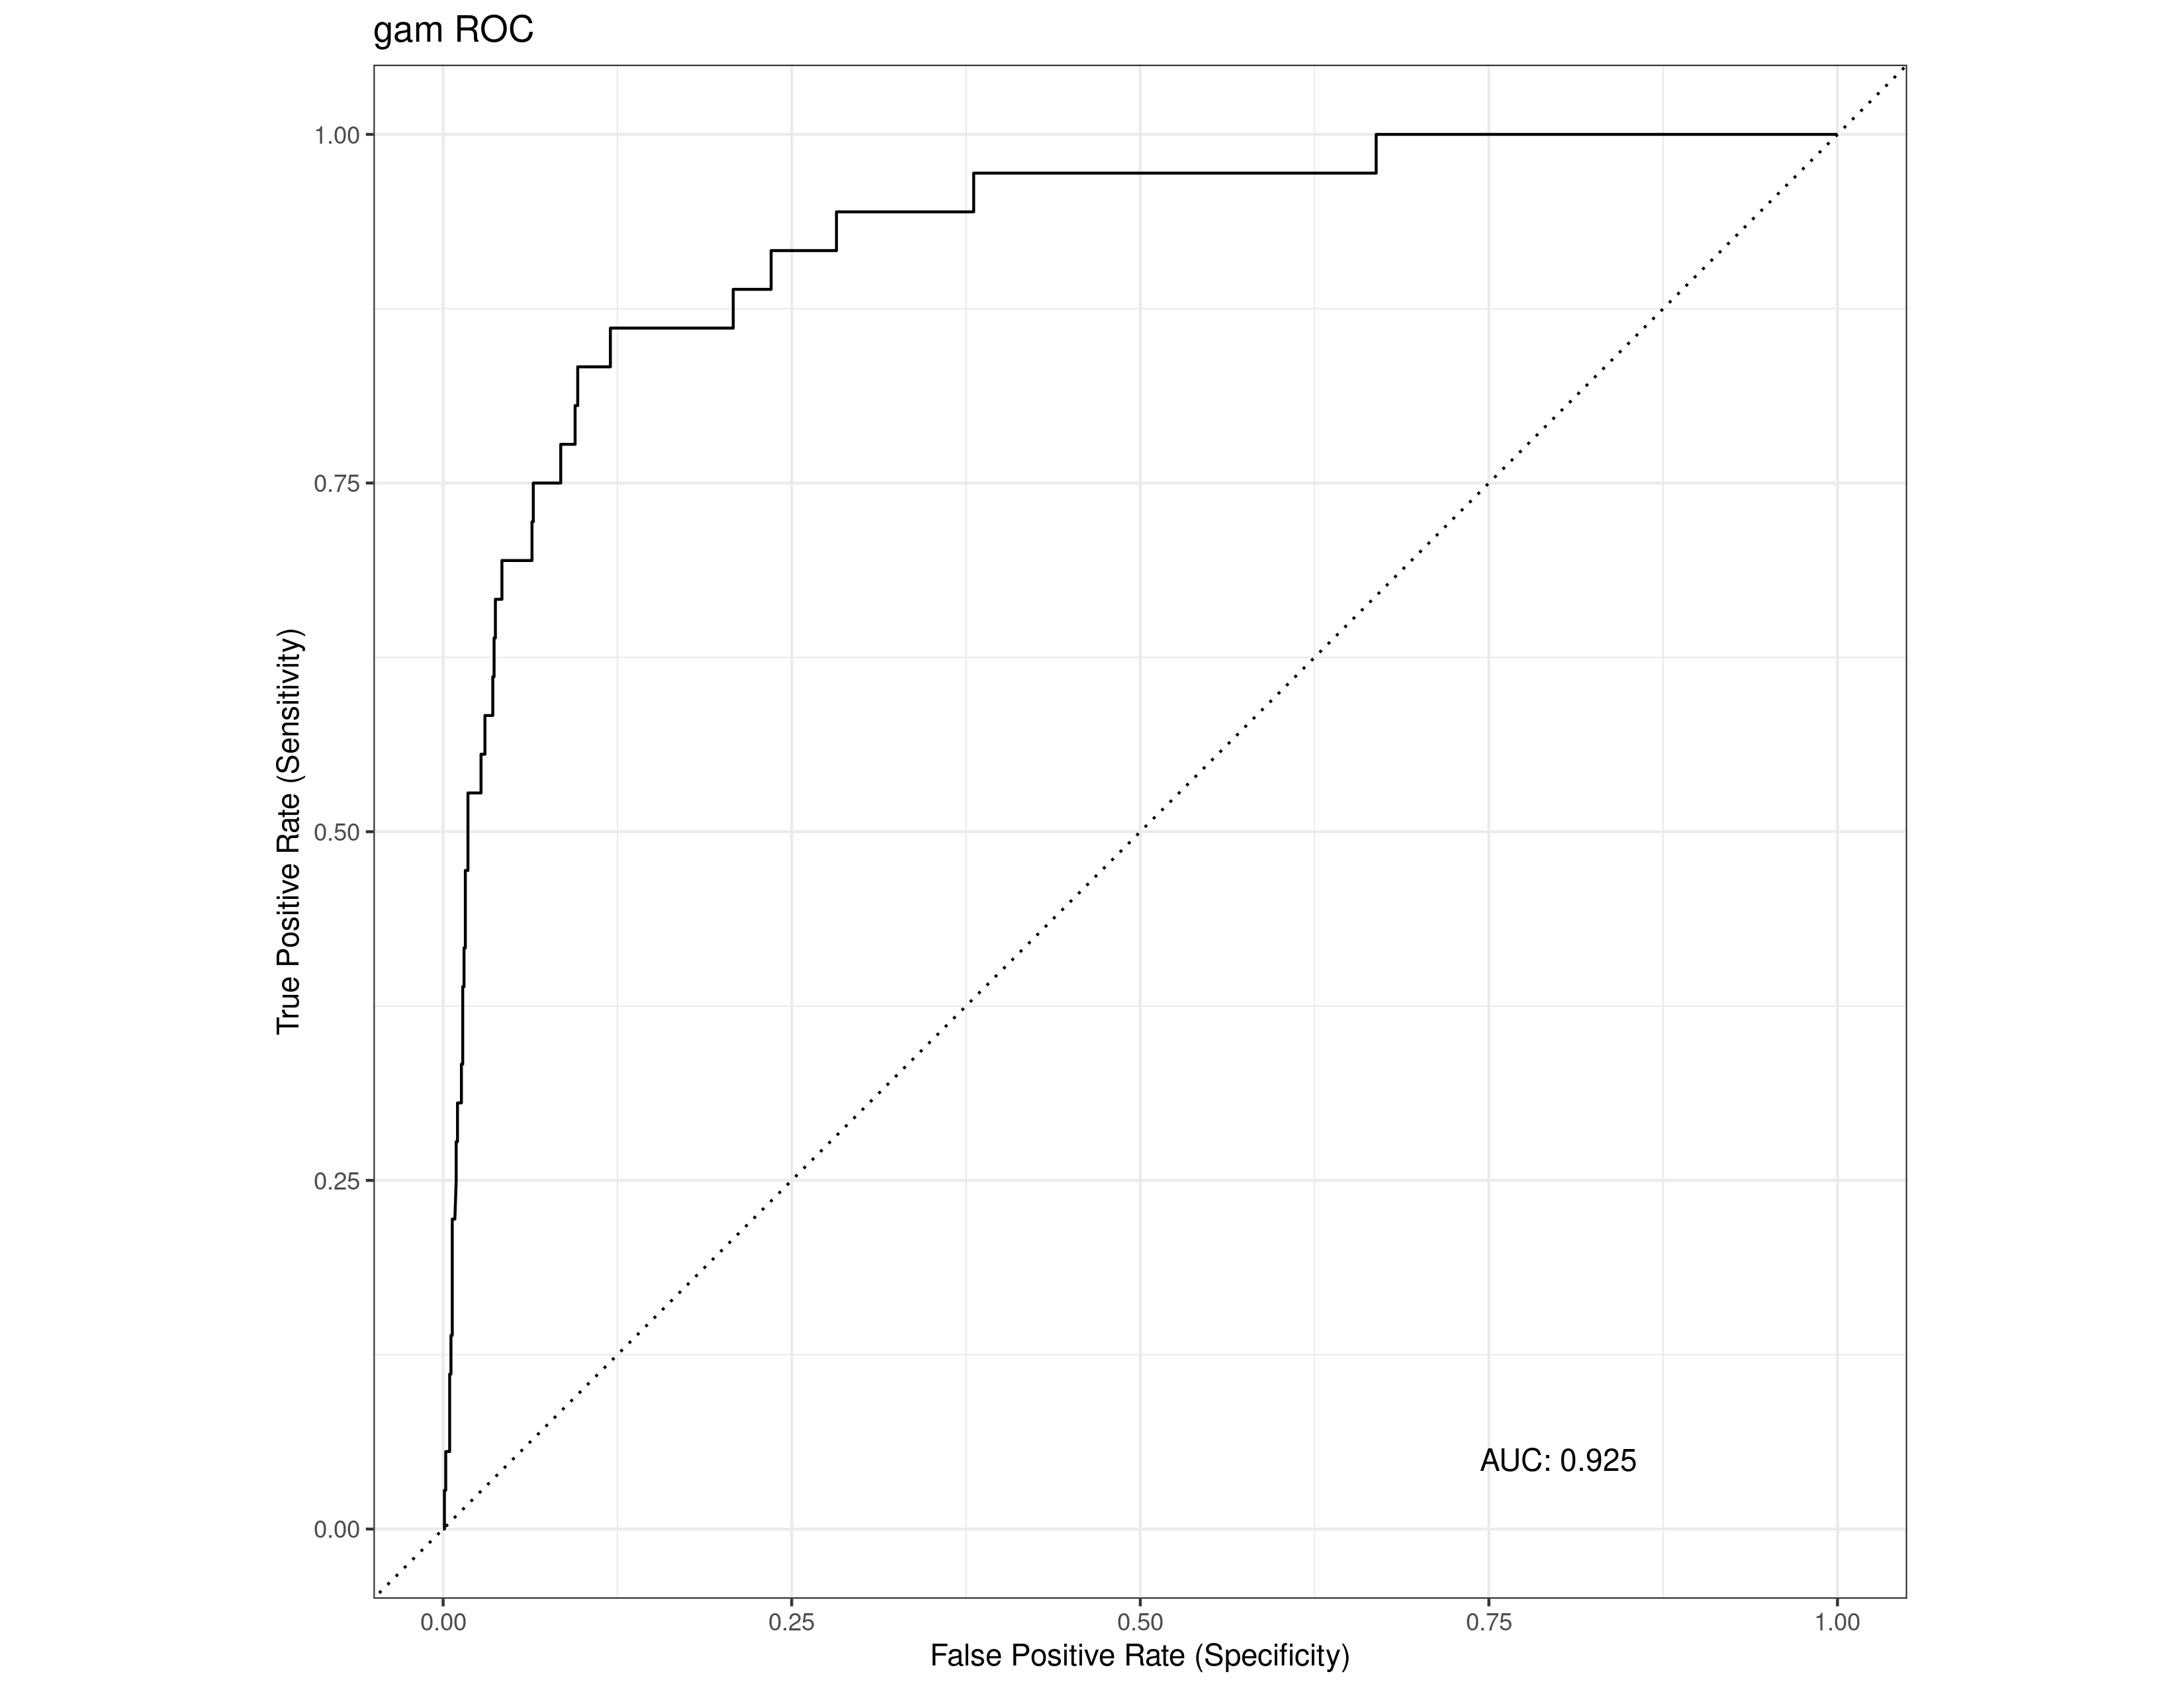 gam ROC
1.00
0.75
0.50
0.25
0.00
True Positive Rate (Sensitivity)
AUC: 0.925
0.00
0.25
0.50
0.75
1.00
False Positive Rate (Specificity)